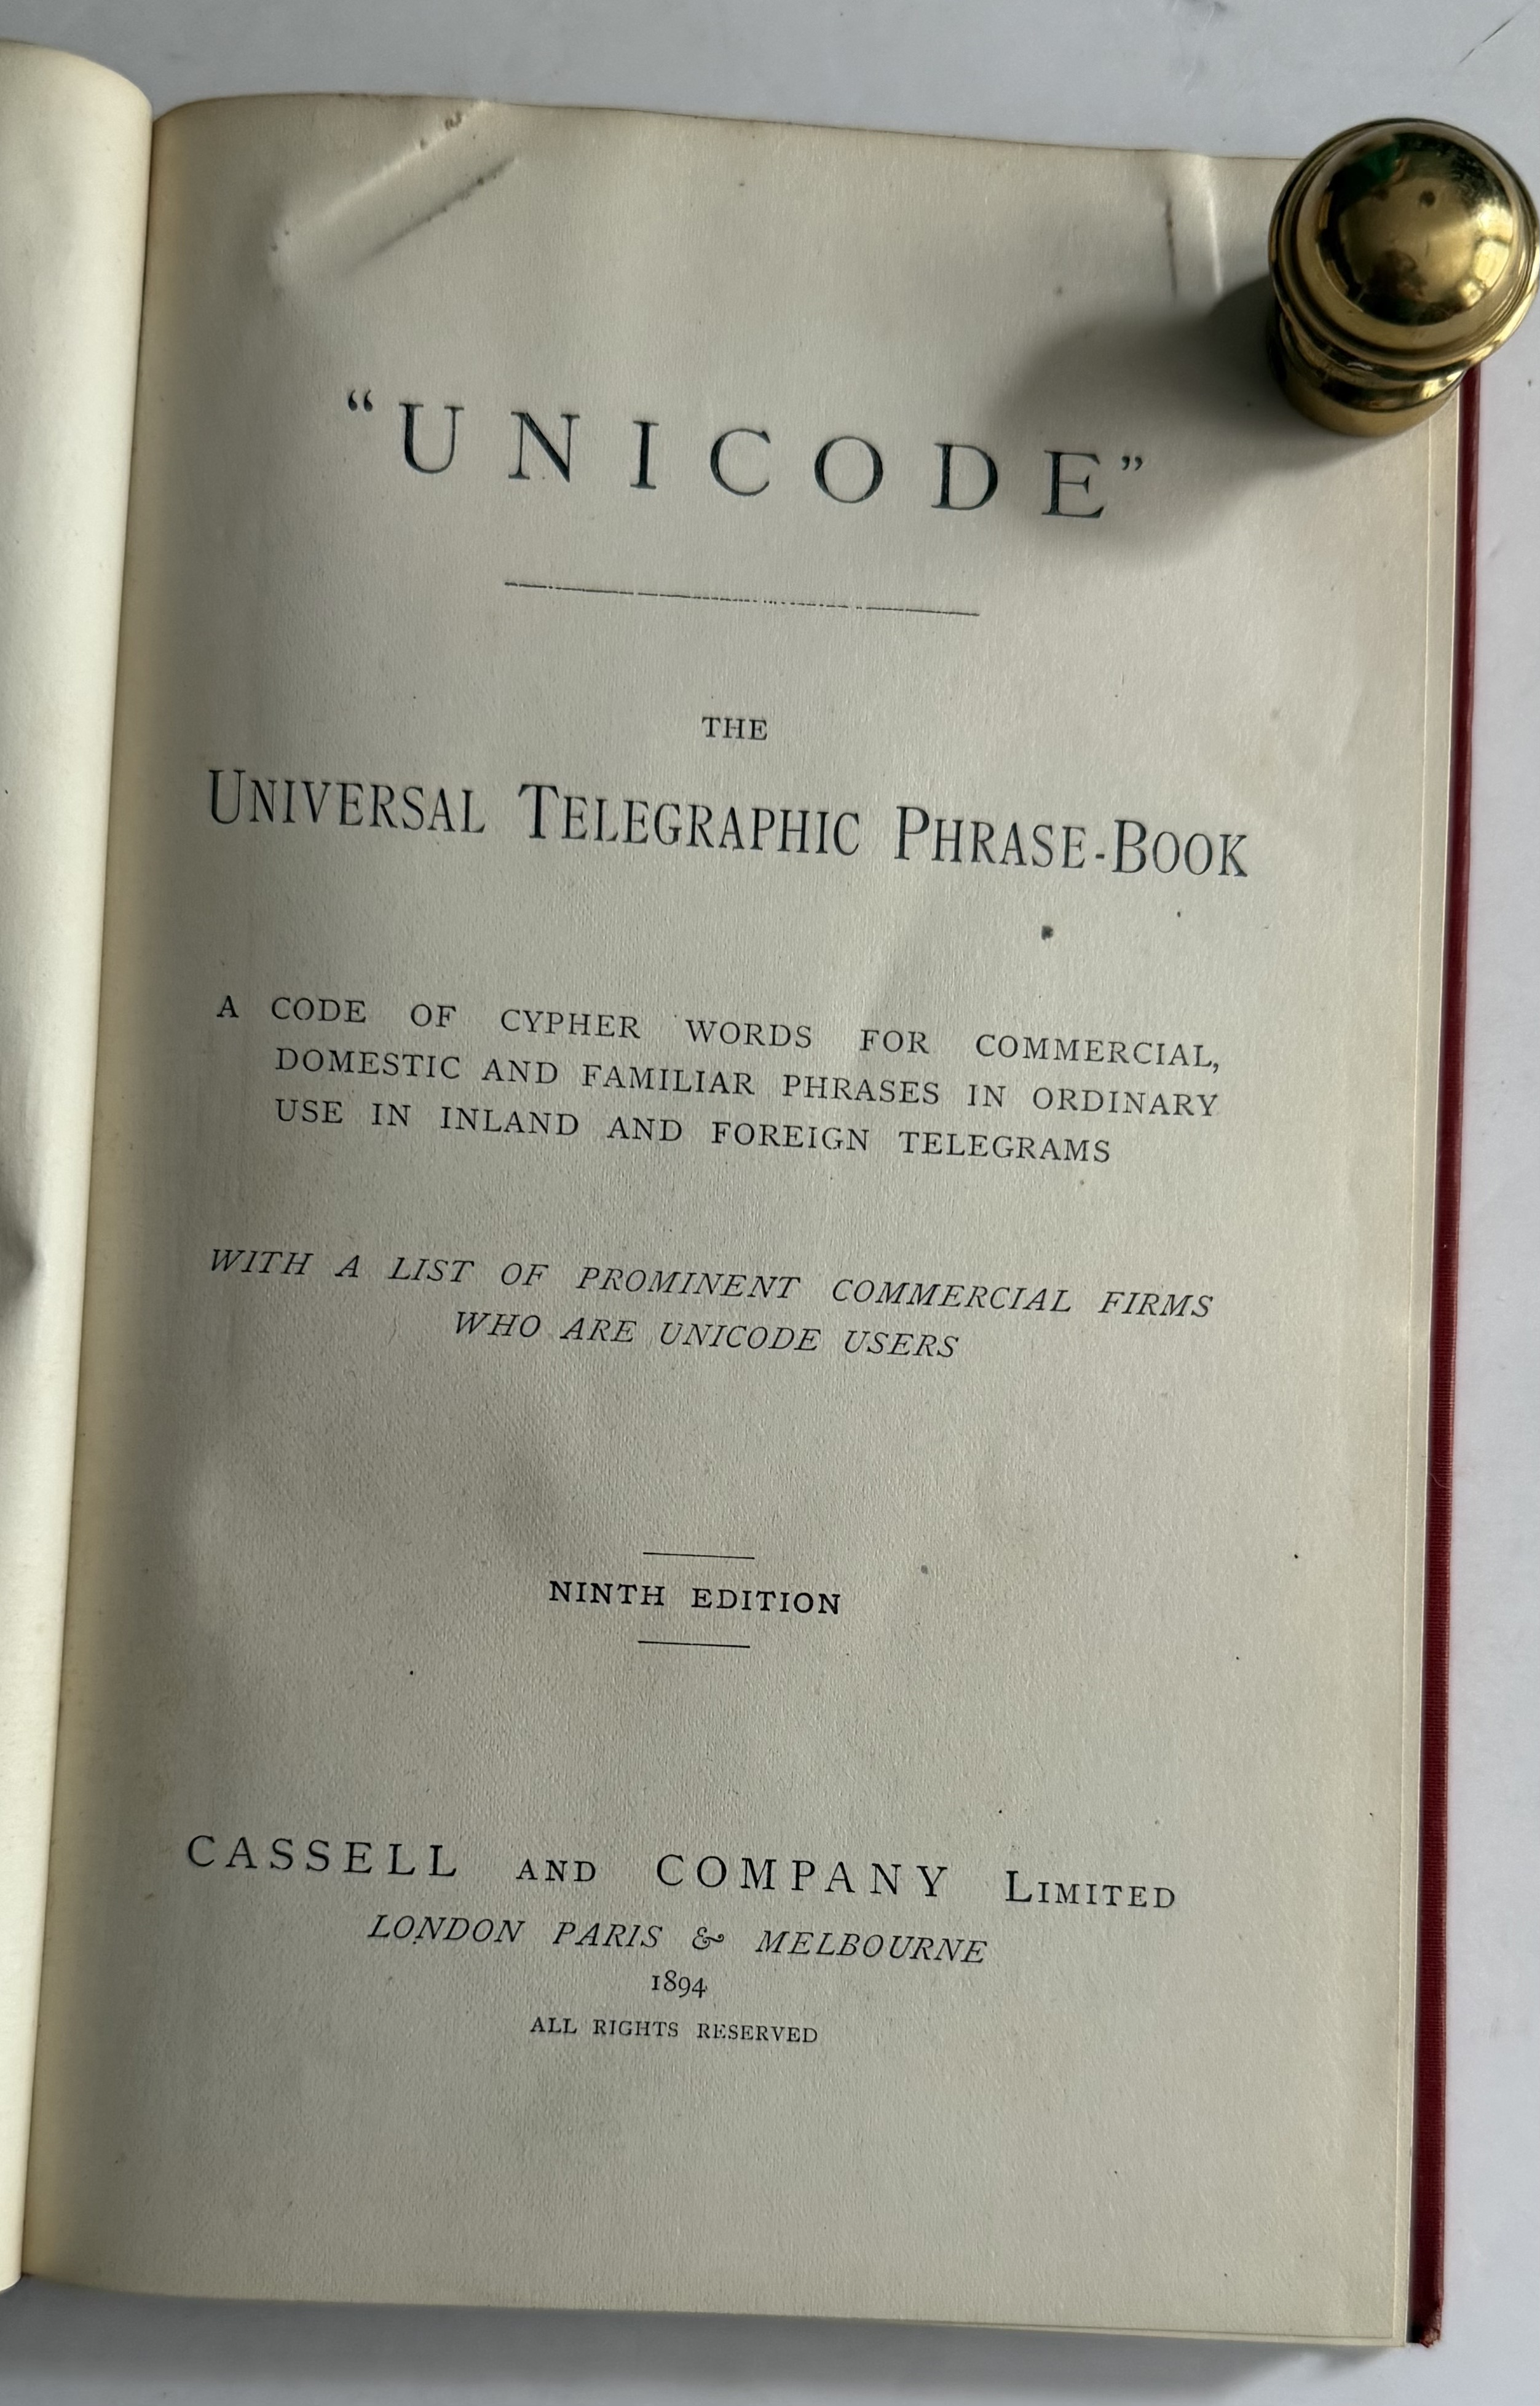 “UNICODE”
THE
UNIVERSAL TELEGRAPHIC PHRASE-BOOK
A CODE OF CYPHER WORDS FOR COMMERCIAL,
DOMESTIC AND FAMILIAR PHRASES IN ORDINARY
USE IN INLAND AND FOREIGN TELEGRAMS
WITH A LIST OF PROMINENT COMMERCIAL FIRMS
WHO ARE UNICODE USERS
NINTH EDITION
CASSELL AND COMPANY LIMITED
LONDON PARIS & MELBOURNE
1894
ALL RIGHTS RESERVED